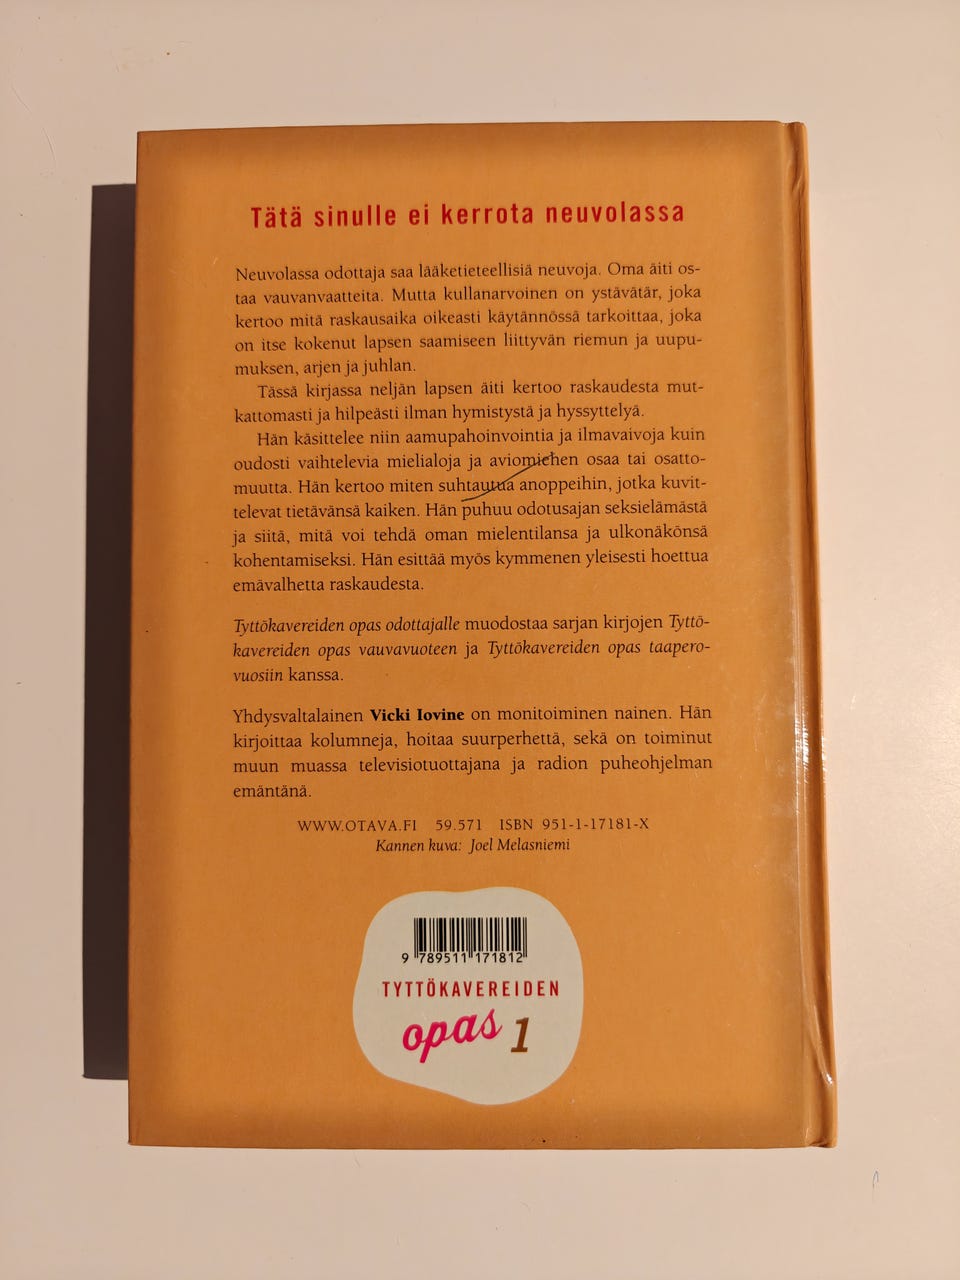 Tätä sinulle ei kerrota neuvolassa
Neuvolassa odottaja saa lääketieteellisiä neuvoja. Oma äiti os-
taa vauvanvaatteita. Mutta kullanarvoinen on ystävätär, joka
kertoo mitä raskausaika oikeasti käytännössä tarkoittaa, joka
on itse kokenut lapsen saamiseen liittyvän riemun ja uupu-
muksen, arjen ja juhlan.
Tässä kirjassa neljän lapsen äiti kertoo raskaudesta mut-
kattomasti ja hilpeästi ilman hymistystä ja hyssyttelyä.
Hän käsittelee niin aamupahoinvointia ja ilmavaivoja kuin
oudosti vaihtelevia mielialoja ja aviomiehen osaa tai osatto-
muutta. Hän kertoo miten suhtautua anoppeihin, jotka kuvit-
televat tietävänsä kaiken. Hän puhuu odotusajan seksielämästä
ja siitä, mitä voi tehdä oman mielentilansa ja ulkonäkönsä
kohentamiseksi. Hän esittää myös kymmenen yleisesti hoettua
emävalhetta raskaudesta.
Tyttökavereiden opas odottajalle muodostaa sarjan kirjojen Tyttö-
kavereiden opas vauvavuoteen ja Tyttökavereiden opas taapero-
vuosiin kanssa.
Yhdysvaltalainen Vicki Iovine on monitoiminen nainen. Hän
kirjoittaa kolumneja, hoitaa suurperhettä, sekä on toiminut
muun muassa televisiotuottajana ja radion puheohjelman
emäntänä.
WWW.OTAVA.FI 59.571 ISBN 951-1-17181-X
Kannen kuva: Joel Melasniemi
9 789511 171812
TYTTÖKAVEREIDEN
opas 1